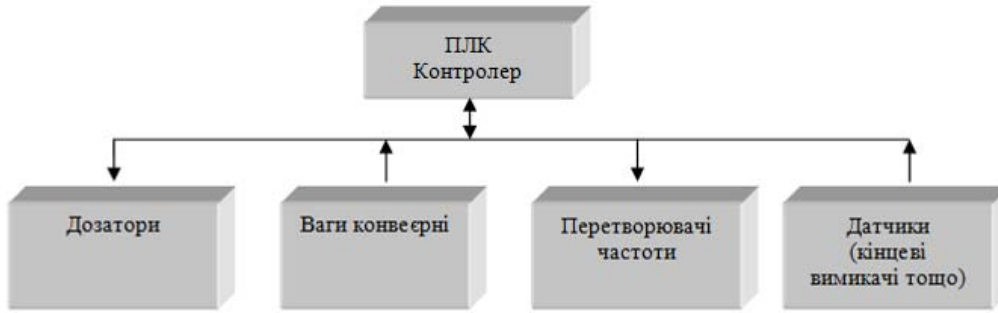 ПЛК
Контролер
Дозатори
Ваги конвеєрні
Перетворювачі
частоти
Датчики
(кінцеві
вимикачі тощо)